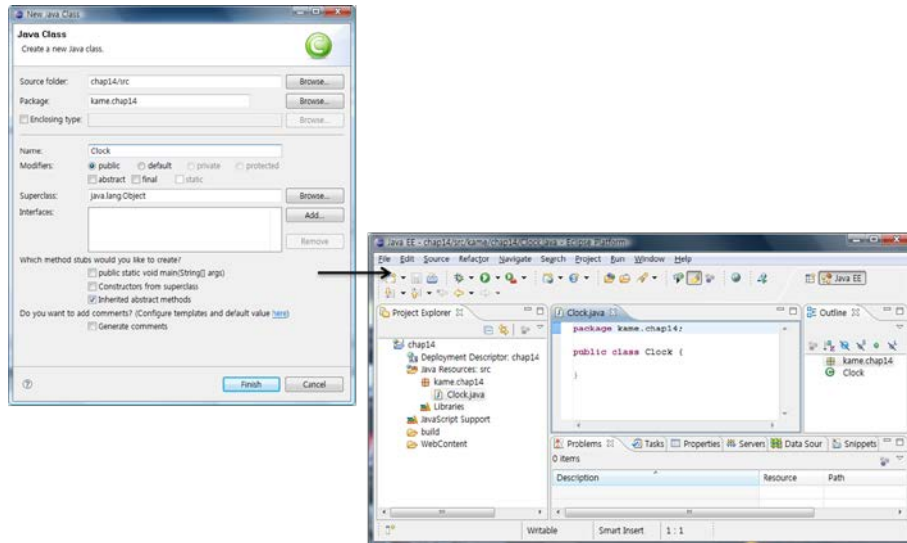 New Java Class
Java Class
Create a new Java class.
Source folder: chap14/src Browse...
Package: kame.chap14 Browse...
Enclosing type: Browse...
Name: Clock
Modifiers: public default private protected
abstract final static
Superclass: java.lang.Object Browse...
Interfaces: Add...
Remove
Which method stubs would you like to create?
public static void main(String[] args)
Constructors from superclass
Inherited abstract methods
Do you want to add comments? (Configure templates and default value here)
Generate comments
Finish Cancel
Java EE - chap14/src/kame/chap14/Clock.java - Eclipse Platform
File Edit Source Refactor Navigate Search Project Run Window Help
Java EE
Project Explorer
chap14
Deployment Descriptor: chap14
Java Resources: src
kame.chap14
Clock.java
Libraries
JavaScript Support
build
WebContent
Clock.java
package kame.chap14;
public class Clock {
}
Outline
kame.chap14
Clock
Problems Tasks Properties Servers Data Sour Snippets
0 items
Description Resource Path
Writable Smart Insert 1 : 1